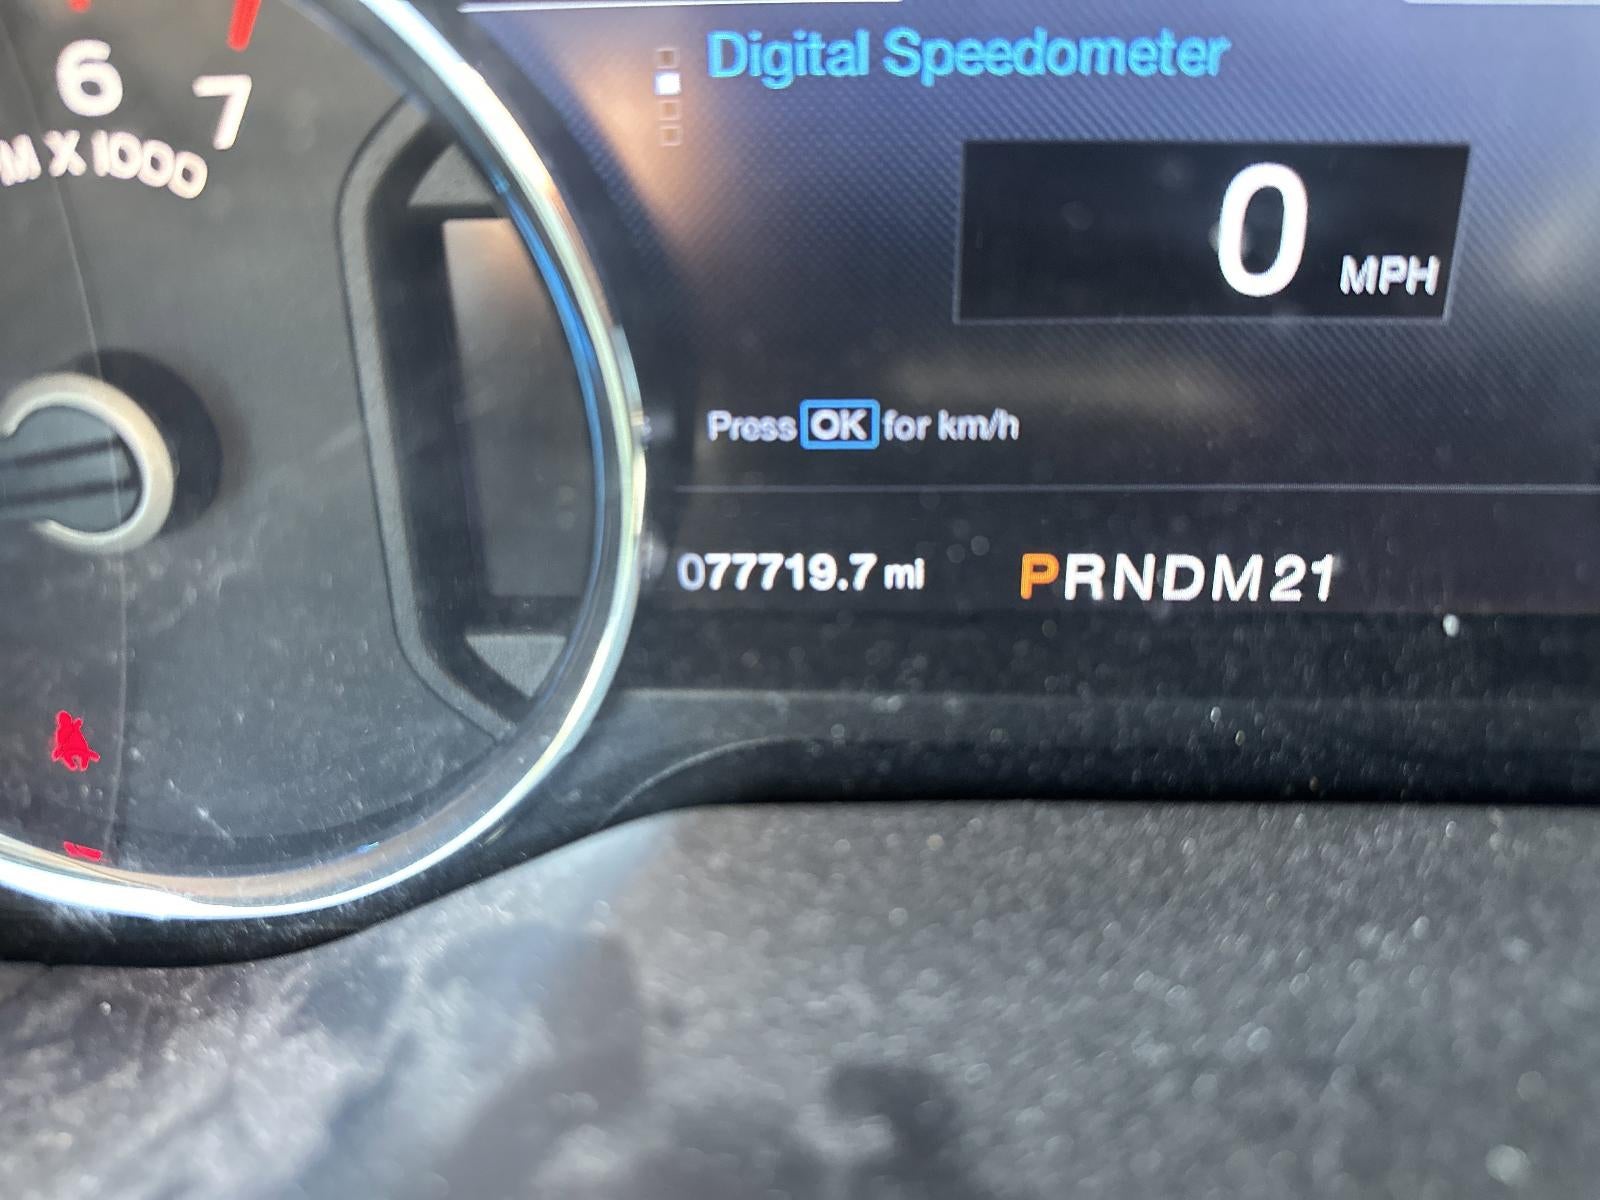 6
7
M X 1000
Digital Speedometer
0 MPH
Press OK for km/h
077719.7 mi
PRNDM21